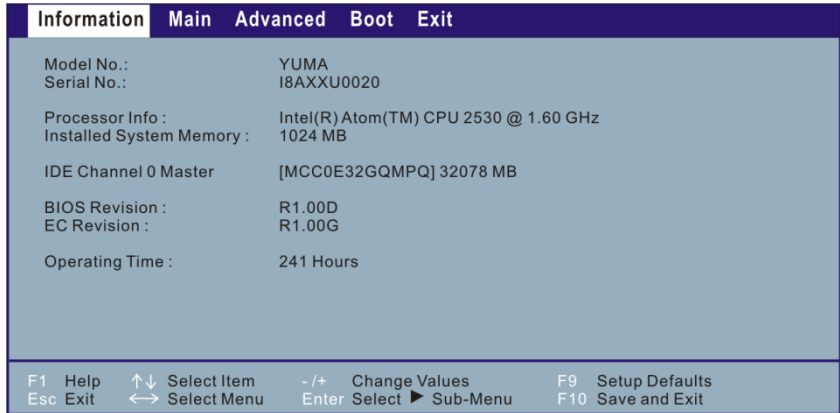 Information Main Advanced Boot Exit
Model No.: YUMA
Serial No.: I8AXXU0020
Processor Info : Intel(R) Atom(TM) CPU 2530 @ 1.60 GHz
Installed System Memory : 1024 MB
IDE Channel 0 Master [MCC0E32GQMPQ] 32078 MB
BIOS Revision : R1.00D
EC Revision : R1.00G
Operating Time : 241 Hours
F1 Help ↑↓ Select Item - /+ Change Values F9 Setup Defaults
Esc Exit ↔ Select Menu Enter Select ▶ Sub-Menu F10 Save and Exit